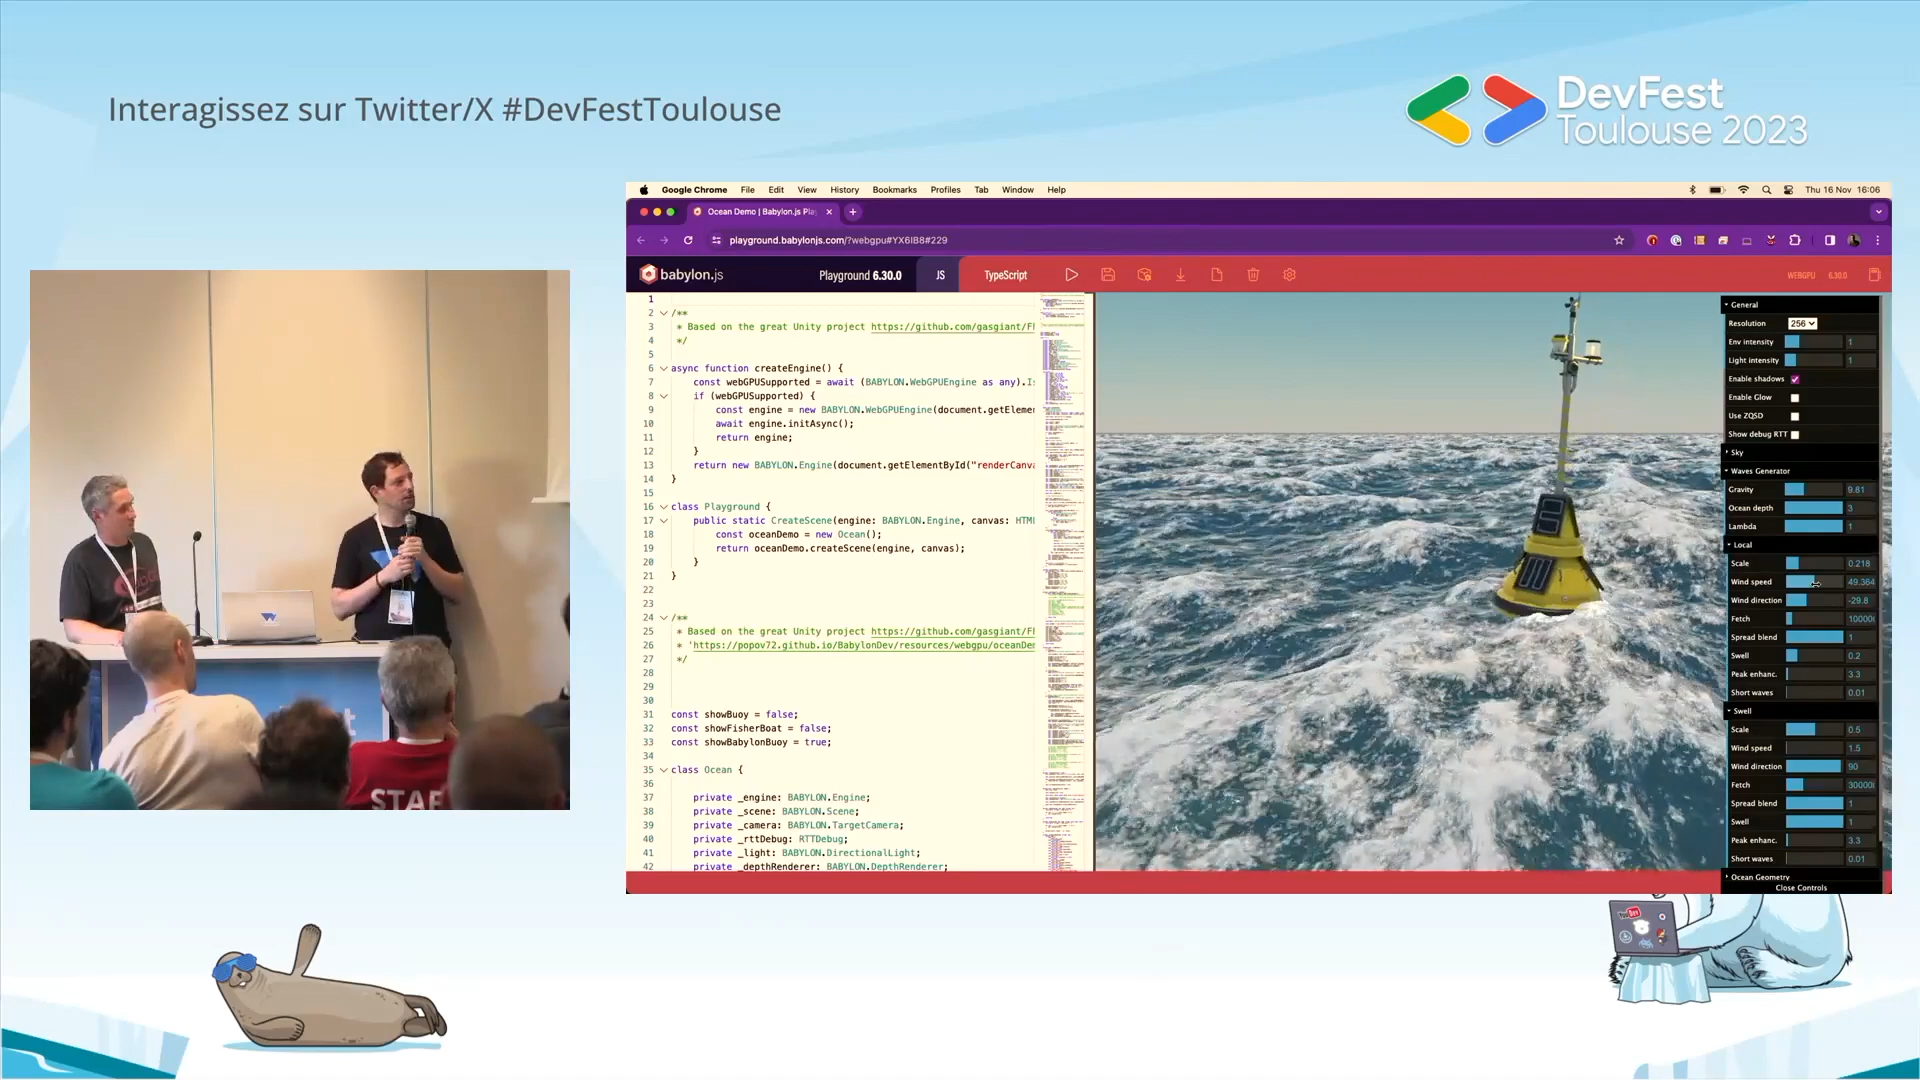 Interagissez sur Twitter/X #DevFestToulouse
DevFest
Toulouse 2023
Google Chrome File Edit View History Bookmarks Profiles Tab Window Help
Thu 16 Nov 16:06
Ocean Demo | Babylon.js Pla
playground.babylonjs.com/?webgpu#YX6IB8#229
babylon.js
Playground 6.30.0
JS
TypeScript
WEBGPU 6.30.0
1
2 /**
3 * Based on the great Unity project https://github.com/gasgiant/F
4 */
5
6 async function createEngine() {
7 const webGPUSupported = await (BABYLON.WebGPUEngine as any).I
8 if (webGPUSupported) {
9 const engine = new BABYLON.WebGPUEngine(document.getElemen
10 await engine.initAsync();
11 return engine;
12 }
13 return new BABYLON.Engine(document.getElementById("renderCanva
14 }
15
16 class Playground {
17 public static CreateScene(engine: BABYLON.Engine, canvas: HTM
18 const oceanDemo = new Ocean();
19 return oceanDemo.createScene(engine, canvas);
20 }
21 }
22
23
24 /**
25 * Based on the great Unity project https://github.com/gasgiant/F
26 * 'https://popov72.github.io/BabylonDev/resources/webgpu/oceanDem
27 */
28
29
30
31 const showBuoy = false;
32 const showFisherBoat = false;
33 const showBabylonBuoy = true;
34
35 class Ocean {
36
37 private _engine: BABYLON.Engine;
38 private _scene: BABYLON.Scene;
39 private _camera: BABYLON.TargetCamera;
40 private _rttDebug: RTTDebug;
41 private _light: BABYLON.DirectionalLight;
42 private _depthRenderer: BABYLON.DepthRenderer;
General
Resolution 256
Env intensity 1
Light intensity 1
Enable shadows
Enable Glow
Use ZQSD
Show debug RTT
Sky
Waves Generator
Gravity 9.81
Ocean depth 3
Lambda 1
Local
Scale 0.218
Wind speed 49.364
Wind direction -29.8
Fetch 10000
Spread blend 1
Swell 0.2
Peak enhanc. 3.3
Short waves 0.01
Swell
Scale 0.5
Wind speed 1.5
Wind direction 90
Fetch 30000
Spread blend 1
Swell 1
Peak enhanc. 3.3
Short waves 0.01
Ocean Geometry
Close Controls
STAF